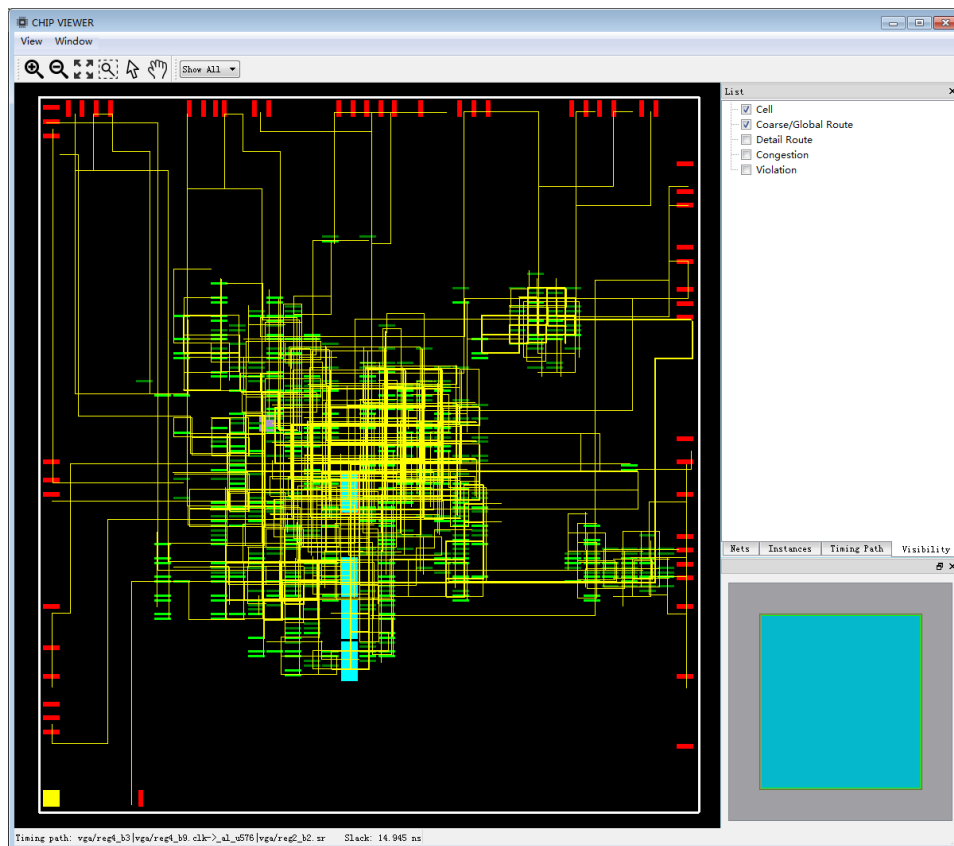 CHIP VIEWER
View Window
Show All
List
Cell
Coarse/Global Route
Detail Route
Congestion
Violation
Nets Instances Timing Path Visibility
Timing path: vga/reg4_b3|vga/reg4_b9.clk->_al_u576|vga/reg2_b2.sr Slack: 14.945 ns